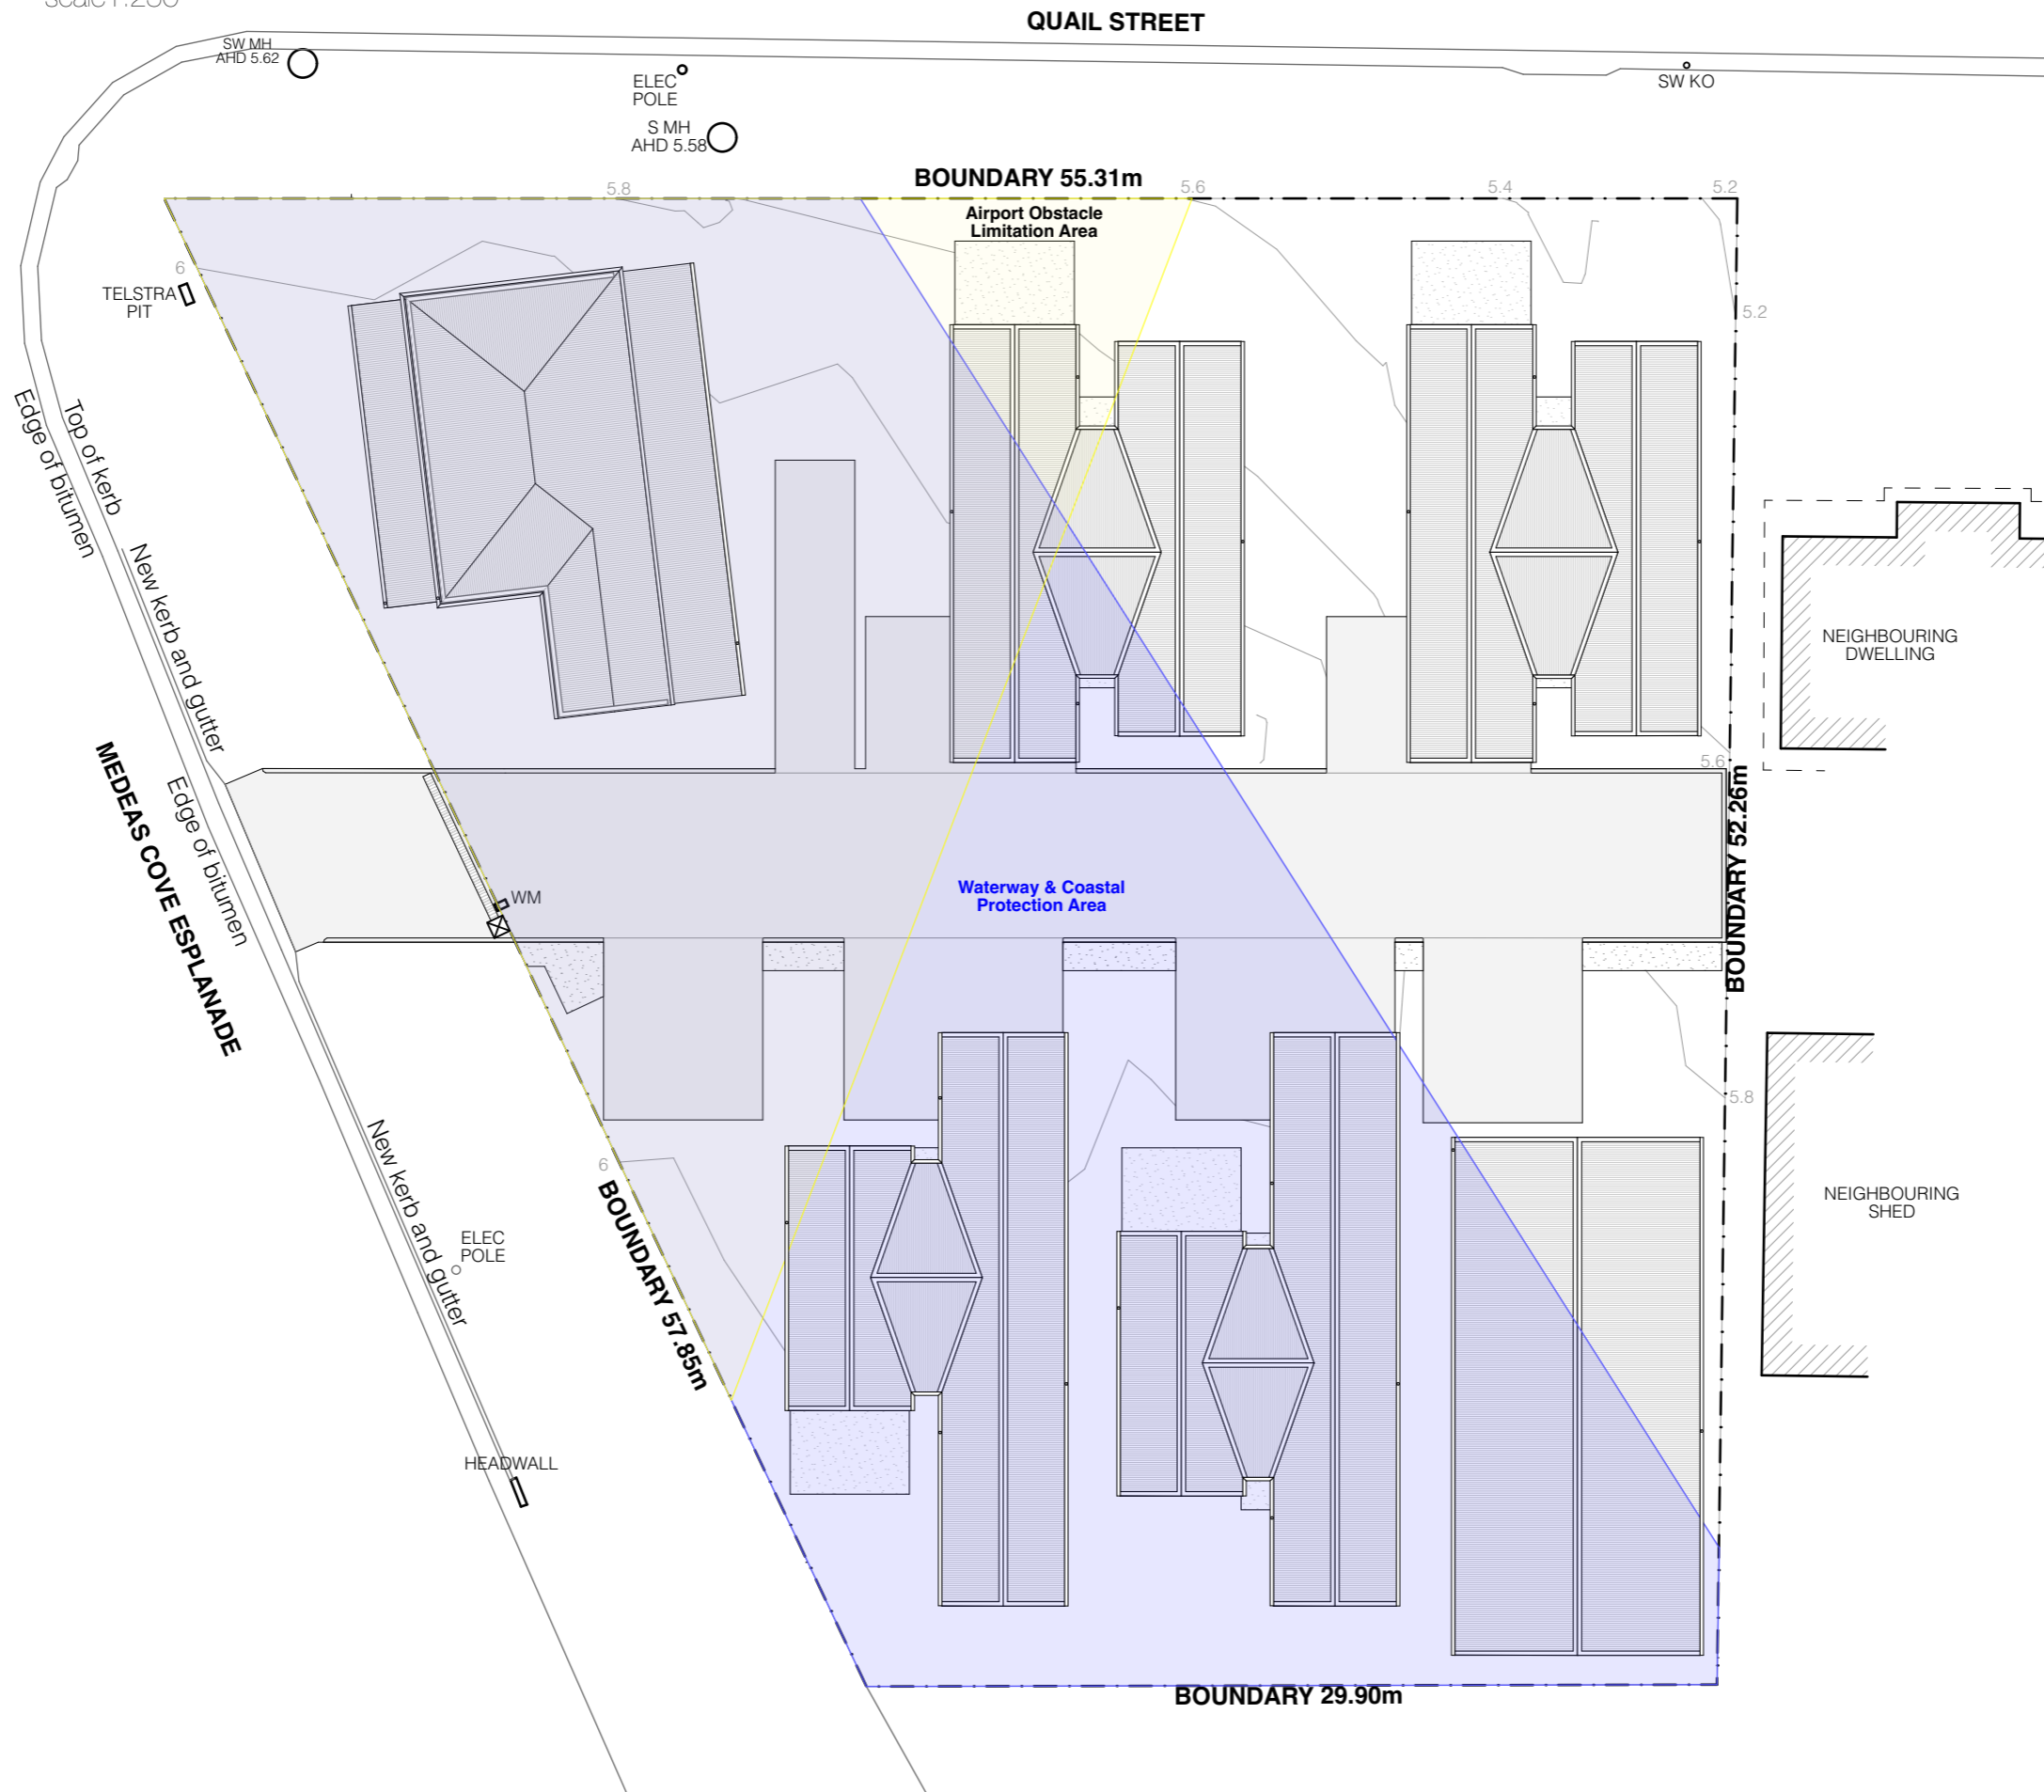 scale1:250
QUAIL STREET
SW MH
AHD 5.62
ELEC
POLE
SW KO
S MH
AHD 5.58
BOUNDARY 55.31m
5.8
5.6
5.4
5.2
Airport Obstacle
Limitation Area
6
TELSTRA
PIT
5.2
Top of kerb
Edge of bitumen
New kerb and gutter
NEIGHBOURING
DWELLING
MEDEAS COVE ESPLANADE
Edge of bitumen
5.6
BOUNDARY 52.26m
WM
Waterway & Coastal
Protection Area
5.8
6
BOUNDARY 57.85m
New kerb and gutter
ELEC
POLE
NEIGHBOURING
SHED
HEADWALL
BOUNDARY 29.90m